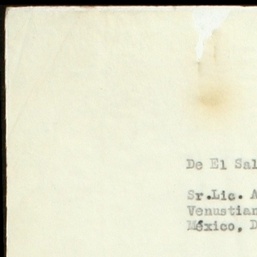 De El Sal
Sr.Lic. A
Venustian
México, D